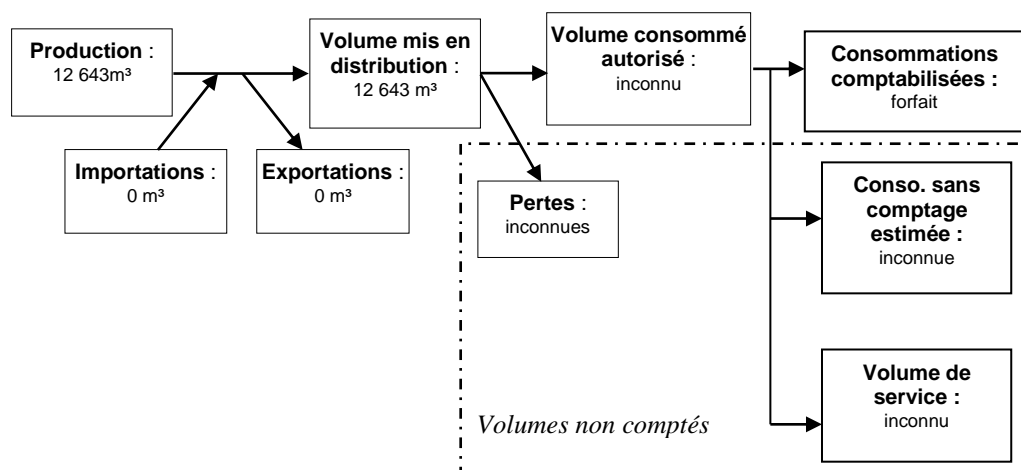 Production :
12 643m³
Volume mis en
distribution :
12 643 m³
Volume consommé
autorisé :
inconnu
Consommations
comptabilisées :
forfait
Importations :
0 m³
Exportations :
0 m³
Pertes :
inconnues
Conso. sans
comptage
estimée :
inconnue
Volume de
service :
inconnu
Volumes non comptés